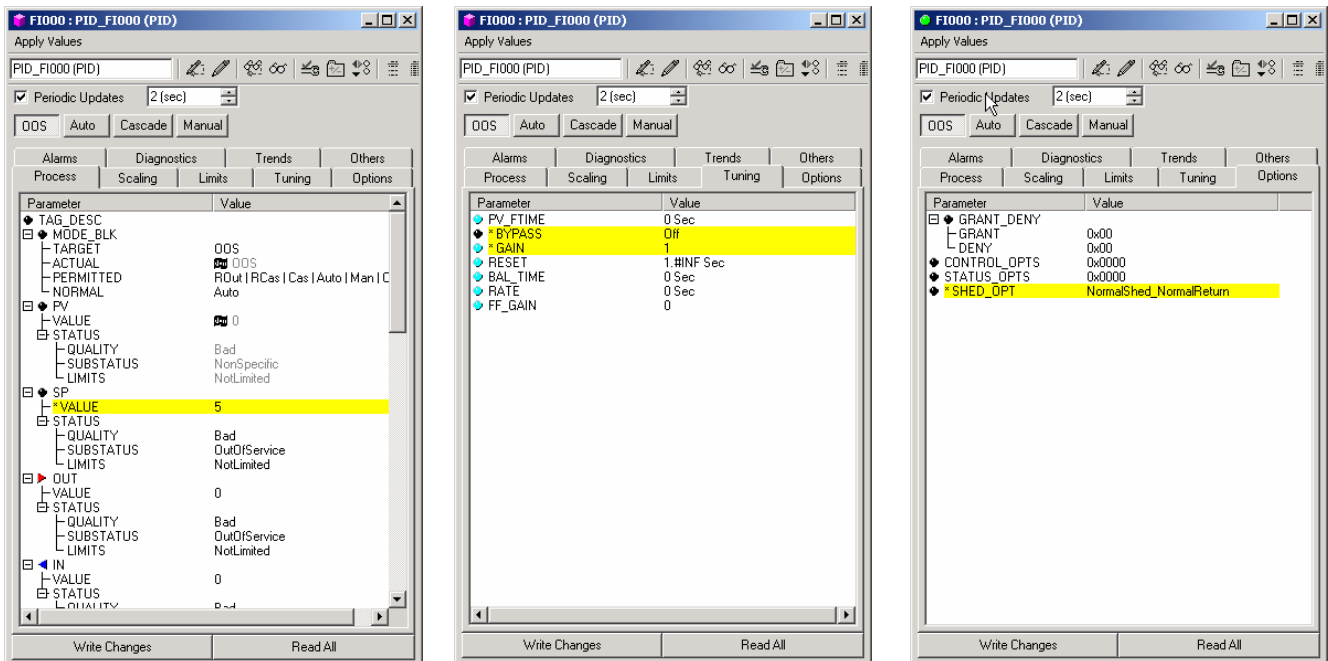 FI000 : PID_FI000 (PID)
Apply Values
PID_FI000 (PID)
Periodic Updates 2 (sec)
OOS Auto Cascade Manual
Alarms Diagnostics Trends Others
Process Scaling Limits Tuning Options
Parameter Value
TAG_DESC
MODE_BLK
TARGET OOS
ACTUAL OOS
PERMITTED ROut | RCas | Cas | Auto | Man | O
NORMAL Auto
PV
VALUE 0
STATUS
QUALITY Bad
SUBSTATUS NonSpecific
LIMITS NotLimited
SP
*VALUE 5
STATUS
QUALITY Bad
SUBSTATUS OutOfService
LIMITS NotLimited
OUT
VALUE 0
STATUS
QUALITY Bad
SUBSTATUS OutOfService
LIMITS NotLimited
IN
VALUE 0
STATUS
QUALITY Bad
Write Changes Read All
FI000 : PID_FI000 (PID)
Apply Values
PID_FI000 (PID)
Periodic Updates 2 (sec)
OOS Auto Cascade Manual
Alarms Diagnostics Trends Others
Process Scaling Limits Tuning Options
Parameter Value
PV_FTIME 0 Sec
* BYPASS Off
* GAIN 1
RESET 1.#INF Sec
BAL_TIME 0 Sec
RATE 0 Sec
FF_GAIN 0
Write Changes Read All
FI000 : PID_FI000 (PID)
Apply Values
PID_FI000 (PID)
Periodic Updates 2 (sec)
OOS Auto Cascade Manual
Alarms Diagnostics Trends Others
Process Scaling Limits Tuning Options
Parameter Value
GRANT_DENY
GRANT 0x00
DENY 0x00
CONTROL_OPTS 0x0000
STATUS_OPTS 0x0000
* SHED_OPT NormalShed_NormalReturn
Write Changes Read All